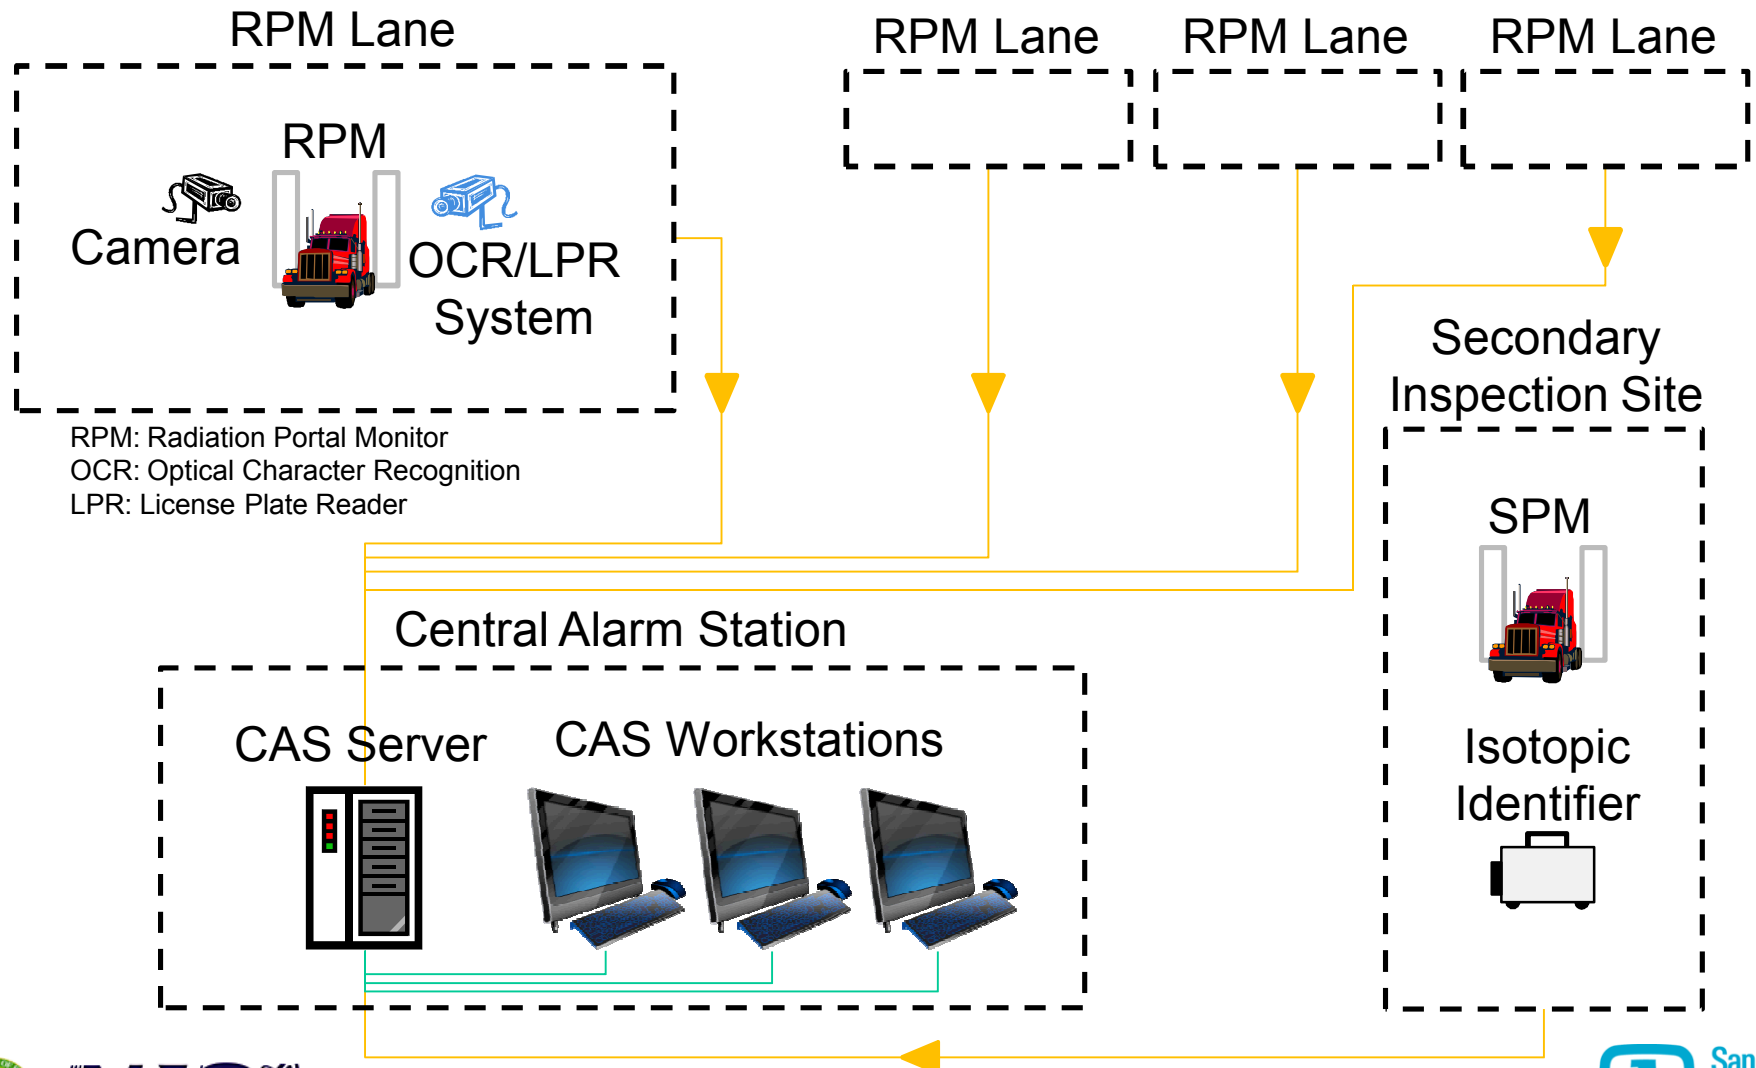 RPM Lane
RPM Lane
RPM Lane
RPM Lane
RPM
Camera
OCR/LPR
System
RPM: Radiation Portal Monitor
OCR: Optical Character Recognition
LPR: License Plate Reader
Secondary
Inspection Site
SPM
Isotopic
Identifier
Central Alarm Station
CAS Server
CAS Workstations
San